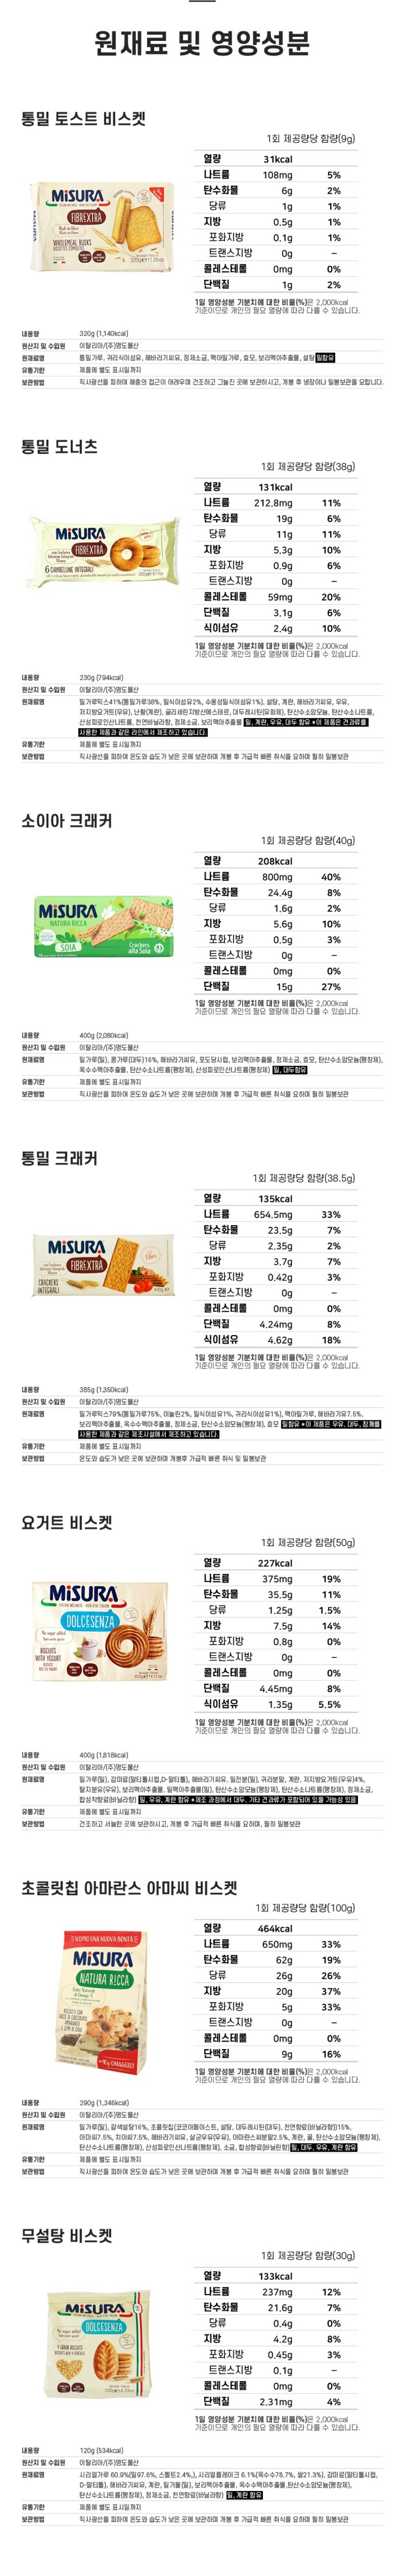 원재료 및 영양성분
통밀 토스트 비스켓
1회 제공량당 함량(9g)
열량 31kcal
나트륨 108mg 5%
탄수화물 6g 2%
당류 1g 1%
지방 0.5g 1%
포화지방 0.1g 1%
트랜스지방 0g –
콜레스테롤 0mg 0%
단백질 1g 2%
1일 영양성분 기분치에 대한 비율(%)은 2,000kcal
기준이므로 개인의 필요 열량에 따라 다를 수 있습니다.
MiSURA
FIBREXTRA
WHOLEMEAL RUSKS
내용량 320g (1,140kcal)
원산지 및 수입원 이탈리아/(주)명도물산
원재료명 통밀가루, 귀리식이섬유, 해바라기씨유, 정제소금, 맥아밀가루, 효모, 보리맥아추출물, 설탕 밀함유
유통기한 제품에 별도 표시일까지
보관방법 직사광선을 피하여 해충의 접근이 어려우며 건조하고 그늘진 곳에 보관하시고, 개봉 후 냉장이나 밀봉보관을 요합니다.
통밀 도너츠
1회 제공량당 함량(38g)
열량 131kcal
나트륨 212.8mg 11%
탄수화물 19g 6%
당류 11g 11%
지방 5.3g 10%
포화지방 0.9g 6%
트랜스지방 0g –
콜레스테롤 59mg 20%
단백질 3.1g 6%
식이섬유 2.4g 10%
1일 영양성분 기분치에 대한 비율(%)은 2,000kcal
기준이므로 개인의 필요 열량에 따라 다를 수 있습니다.
MiSURA
FIBREXTRA
6 CIAMBELLINE INTEGRALI
내용량 230g (794kcal)
원산지 및 수입원 이탈리아/(주)명도물산
원재료명 밀가루믹스41%(통밀가루38%, 밀식이섬유2%, 수용성밀식이섬유1%), 설탕, 계란, 해바라기씨유, 우유,
저지방요거트(우유), 난황(계란), 글리세린지방산에스테르, 대두레시틴(유화제), 탄산수소암모늄, 탄산수소나트륨,
산성피로인산나트륨, 천연바닐라향, 정제소금, 보리맥아추출물 밀, 계란, 우유, 대두 함유 *이 제품은 견과류를
사용한 제품과 같은 라인에서 제조하고 있습니다.
유통기한 제품에 별도 표시일까지
보관방법 직사광선을 피하여 온도와 습도가 낮은 곳에 보관하며 개봉 후 가급적 빠른 취식을 요하며 필히 밀봉보관
소이아 크래커
1회 제공량당 함량(40g)
열량 208kcal
나트륨 800mg 40%
탄수화물 24.4g 8%
당류 1.6g 2%
지방 5.6g 10%
포화지방 0.5g 3%
트랜스지방 0g –
콜레스테롤 0mg 0%
단백질 15g 27%
1일 영양성분 기분치에 대한 비율(%)은 2,000kcal
기준이므로 개인의 필요 열량에 따라 다를 수 있습니다.
MiSURA
NATURA RICCA
SOIA
Crackers
alla Soia
내용량 400g (2,080kcal)
원산지 및 수입원 이탈리아/(주)명도물산
원재료명 밀가루(밀), 콩가루(대두)16%, 해바라기씨유, 포도당시럽, 보리맥아추출물, 정제소금, 효모, 탄산수소암모늄(팽창제),
옥수수맥아추출물, 탄산수소나트륨(팽창제), 산성피로인산나트륨(팽창제) 밀, 대두함유
유통기한 제품에 별도 표시일까지
보관방법 직사광선을 피하여 온도와 습도가 낮은 곳에 보관하며 개봉 후 가급적 빠른 취식을 요하며 필히 밀봉보관
통밀 크래커
1회 제공량당 함량(38.5g)
열량 135kcal
나트륨 654.5mg 33%
탄수화물 23.5g 7%
당류 2.35g 2%
지방 3.7g 7%
포화지방 0.42g 3%
트랜스지방 0g –
콜레스테롤 0mg 0%
단백질 4.24mg 8%
식이섬유 4.62g 18%
1일 영양성분 기분치에 대한 비율(%)은 2,000kcal
기준이므로 개인의 필요 열량에 따라 다를 수 있습니다.
MiSURA
FIBREXTRA
CRACKERS
INTEGRALI
내용량 385g (1,350kcal)
원산지 및 수입원 이탈리아/(주)명도물산
원재료명 밀가루믹스79%(통밀가루75%, 이눌린2%, 밀식이섬유1%, 귀리식이섬유1%), 맥아밀가루, 해바라기유7.5%,
보리맥아추출물, 옥수수맥아추출물, 정제소금, 탄산수소암모늄(팽창제), 효모 밀함유 *이 제품은 우유, 대두, 참깨를
사용한 제품과 같은 제조시설에서 제조하고 있습니다.
유통기한 제품에 별도 표시일까지
보관방법 온도와 습도가 낮은 곳에 보관하며 개봉후 가급적 빠른 취식 및 밀봉보관
요거트 비스켓
1회 제공량당 함량(50g)
열량 227kcal
나트륨 375mg 19%
탄수화물 35.5g 11%
당류 1.25g 1.5%
지방 7.5g 14%
포화지방 0.8g 0%
트랜스지방 0g –
콜레스테롤 0mg 0%
단백질 4.45mg 8%
식이섬유 1.35g 5.5%
1일 영양성분 기분치에 대한 비율(%)은 2,000kcal
기준이므로 개인의 필요 열량에 따라 다를 수 있습니다.
MiSURA
DOLCESENZA
No sugar added
BISCUITS
WITH YOGURT
내용량 400g (1,818kcal)
원산지 및 수입원 이탈리아/(주)명도물산
원재료명 밀가루(밀), 감미료(말티톨시럽,D-말티톨), 해바라기씨유, 밀전분(밀), 귀리분말, 계란, 저지방요거트(우유)4%,
탈지분유(우유), 보리맥아추출물, 밀맥아추출물(밀), 탄산수소암모늄(팽창제), 탄산수소나트륨(팽창제), 정제소금,
합성착향료(바닐라향) 밀, 우유, 계란 함유 *제조 과정에서 대두, 기타 견과류가 포함되어 있을 가능성 있음
유통기한 제품에 별도 표시일까지
보관방법 건조하고 서늘한 곳에 보관하시고, 개봉 후 가급적 빠른 취식을 요하며, 필히 밀봉보관
초콜릿칩 아마란스 아마씨 비스켓
1회 제공량당 함량(100g)
열량 464kcal
나트륨 650mg 33%
탄수화물 62g 19%
당류 26g 26%
지방 20g 37%
포화지방 5g 33%
트랜스지방 0g –
콜레스테롤 0mg 0%
단백질 9g 16%
1일 영양성분 기분치에 대한 비율(%)은 2,000kcal
기준이므로 개인의 필요 열량에 따라 다를 수 있습니다.
SCOPRI UNA NUOVA BONTÀ
MiSURA
NATURA RICCA
내용량 290g (1,346kcal)
원산지 및 수입원 이탈리아/(주)명도물산
원재료명 밀가루(밀), 갈색설탕16%, 초콜릿칩(코코아페이스트, 설탕, 대두레시틴(대두), 천연향료(바닐라향))15%,
아마씨7.5%, 치아씨7.5%, 해바라기씨유, 살균우유(우유), 아마란스씨분말2.5%, 계란, 꿀, 탄산수소암모늄(팽창제),
탄산수소나트륨(팽창제), 산성피로인산나트륨(팽창제), 소금, 합성향료(바닐린향) 밀, 대두, 우유, 계란 함유
유통기한 제품에 별도 표시일까지
보관방법 직사광선을 피하여 온도와 습도가 낮은 곳에 보관하며 개봉 후 가급적 빠른 취식을 요하며 필히 밀봉보관
무설탕 비스켓
1회 제공량당 함량(30g)
열량 133kcal
나트륨 237mg 12%
탄수화물 21.6g 7%
당류 0.4g 0%
지방 4.2g 8%
포화지방 0.45g 3%
트랜스지방 0.1g –
콜레스테롤 0mg 0%
단백질 2.31mg 4%
1일 영양성분 기분치에 대한 비율(%)은 2,000kcal
기준이므로 개인의 필요 열량에 따라 다를 수 있습니다.
MiSURA
DOLCESENZA
내용량 120g (534kcal)
원산지 및 수입원 이탈리아/(주)명도물산
원재료명 시리얼가루 60.9%(밀97.6%, 스펠트2.4%,), 시리얼플레이크 6.1%(옥수수78.7%, 쌀21.3%), 감미료(말티톨시럽,
D-말티톨), 해바라기씨유, 계란, 밀기울(밀), 보리맥아추출물, 옥수수맥아추출물,탄산수소암모늄(팽창제),
탄산수소나트륨(팽창제), 정제소금, 천연향료(바닐라향) 밀, 계란 함유
유통기한 제품에 별도 표시일까지
보관방법 직사광선을 피하여 온도와 습도가 낮은 곳에 보관하며 개봉 후 가급적 빠른 취식을 요하며 필히 밀봉보관